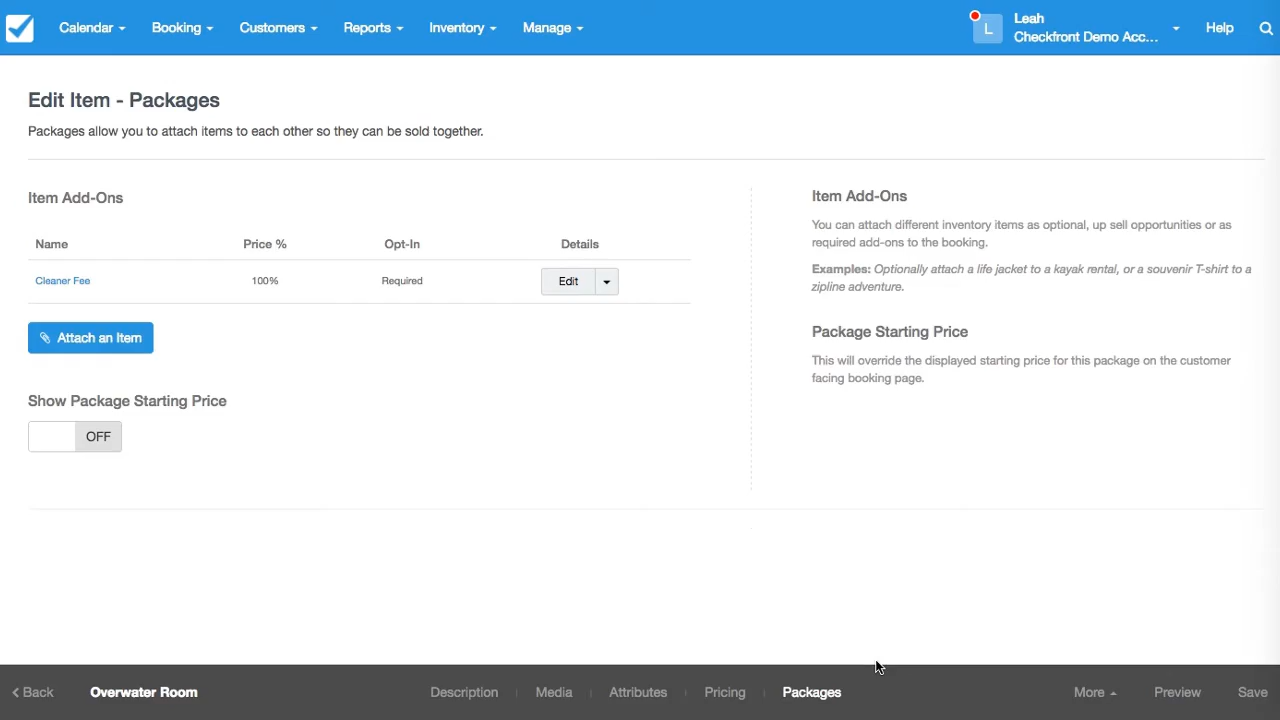 Calendar
Booking
Customers
Reports
Inventory
Manage
L
Leah
Checkfront Demo Acc...
Help
Edit Item - Packages
Packages allow you to attach items to each other so they can be sold together.
Item Add-Ons
Name
Price %
Opt-In
Details
Cleaner Fee
100%
Required
Edit
Attach an Item
Show Package Starting Price
OFF
Item Add-Ons
You can attach different inventory items as optional, up sell opportunities or as
required add-ons to the booking.
Examples: Optionally attach a life jacket to a kayak rental, or a souvenir T-shirt to a
zipline adventure.
Package Starting Price
This will override the displayed starting price for this package on the customer
facing booking page.
Back
Overwater Room
Description
Media
Attributes
Pricing
Packages
More
Preview
Save